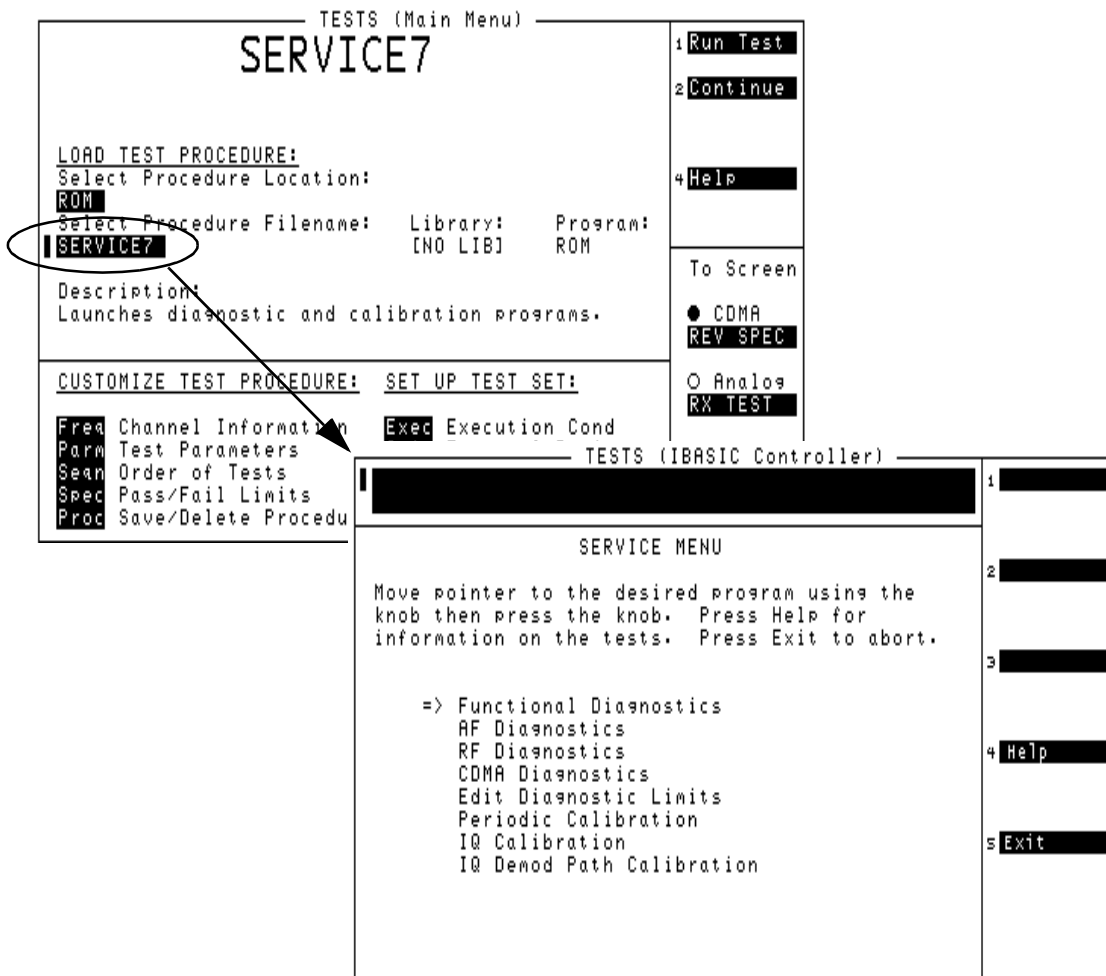 TESTS (Main Menu)
SERVICE7
LOAD TEST PROCEDURE:
Select Procedure Location:
ROM
Select Procedure Filename: Library: Program:
SERVICE7 [NO LIB] ROM
Description:
Launches diagnostic and calibration programs.
CUSTOMIZE TEST PROCEDURE: SET UP TEST SET:
Freq Channel Information Exec Execution Cond
Parm Test Parameters
Seqn Order of Tests
Spec Pass/Fail Limits
Proc Save/Delete Procedu
1 Run Test
2 Continue
4 Help
To Screen
CDMA
REV SPEC
Analog
RX TEST
TESTS (IBASIC Controller)
SERVICE MENU
Move pointer to the desired program using the
knob then press the knob. Press Help for
information on the tests. Press Exit to abort.
=> Functional Diagnostics
AF Diagnostics
RF Diagnostics
CDMA Diagnostics
Edit Diagnostic Limits
Periodic Calibration
IQ Calibration
IQ Demod Path Calibration
1
2
3
4 Help
5 Exit